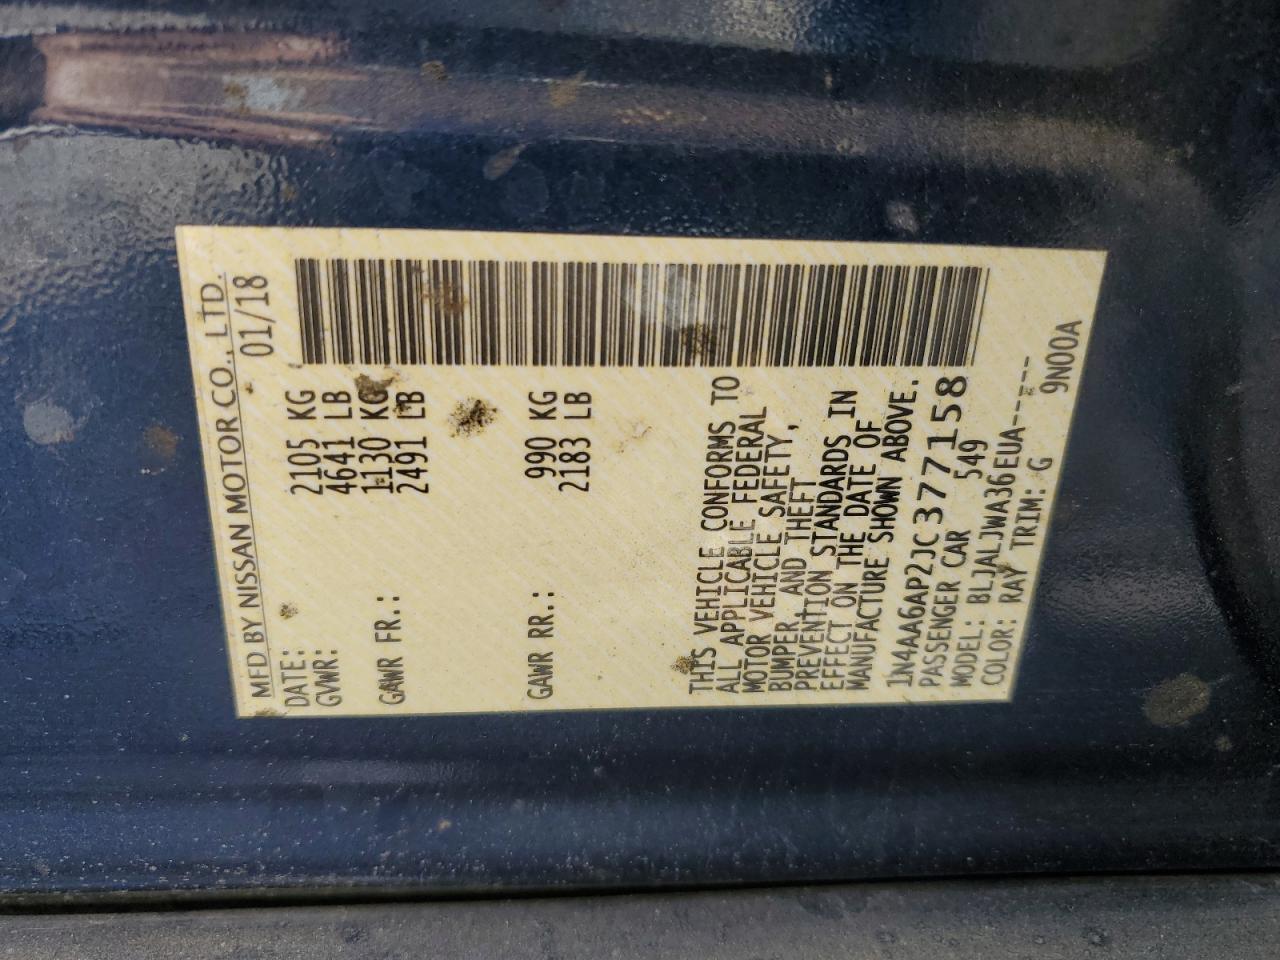 MFD BY NISSAN MOTOR CO., LTD.
DATE: 01/18
GVWR: 2105 KG
4641 LB
GAWR FR.: 1130 KG
2491 LB
GAWR RR.: 990 KG
2183 LB
THIS VEHICLE CONFORMS TO
ALL APPLICABLE FEDERAL
MOTOR VEHICLE SAFETY,
BUMPER AND THEFT
PREVENTION STANDARDS IN
EFFECT ON THE DATE OF
MANUFACTURE SHOWN ABOVE.
1N4AA6AP2JC377158
PASSENGER CAR 549
MODEL: BLJALJWA36EUA-----
COLOR: RAY TRIM: G 9N00A